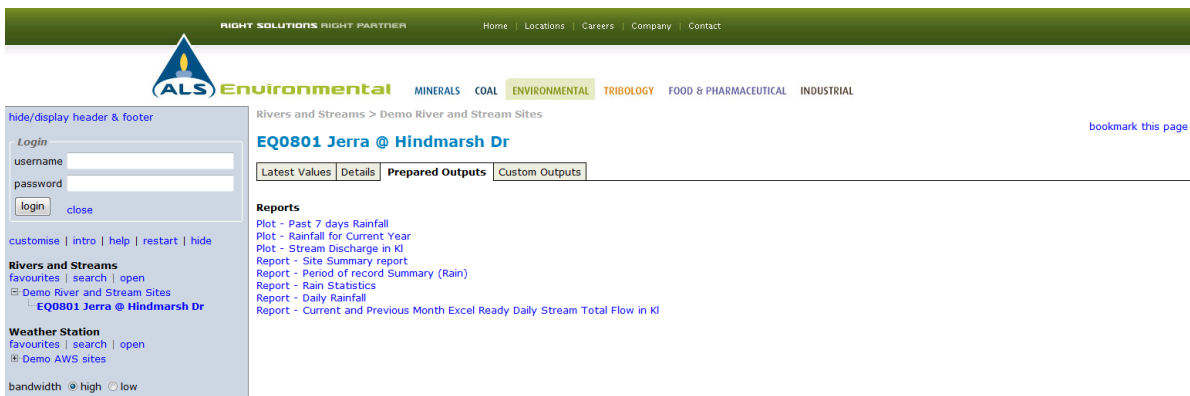 RIGHT SOLUTIONS RIGHT PARTNER
Home | Locations | Careers | Company | Contact
ALS Environmental
MINERALS COAL ENVIRONMENTAL TRIBOLOGY FOOD & PHARMACEUTICAL INDUSTRIAL
hide/display header & footer
Login
username
password
login close
customise | intro | help | restart | hide
Rivers and Streams
favourites | search | open
Demo River and Stream Sites
EQ0801 Jerra @ Hindmarsh Dr
Weather Station
favourites | search | open
Demo AWS sites
bandwidth high low
Rivers and Streams > Demo River and Stream Sites
bookmark this page
EQ0801 Jerra @ Hindmarsh Dr
Latest Values Details Prepared Outputs Custom Outputs
Reports
Plot - Past 7 days Rainfall
Plot - Rainfall for Current Year
Plot - Stream Discharge in Kl
Report - Site Summary report
Report - Period of record Summary (Rain)
Report - Rain Statistics
Report - Daily Rainfall
Report - Current and Previous Month Excel Ready Daily Stream Total Flow in Kl